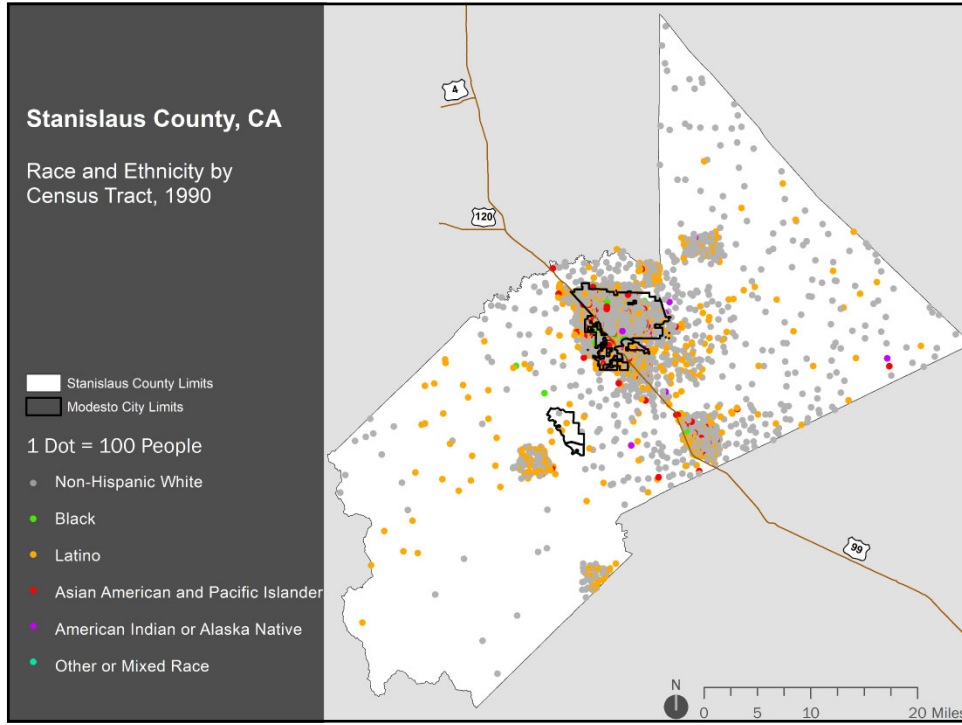 Stanislaus County, CA
Race and Ethnicity by
Census Tract, 1990
Stanislaus County Limits
Modesto City Limits
1 Dot = 100 People
Non-Hispanic White
Black
Latino
Asian American and Pacific Islander
American Indian or Alaska Native
Other or Mixed Race
4
120
99
N
0 5 10 20 Miles